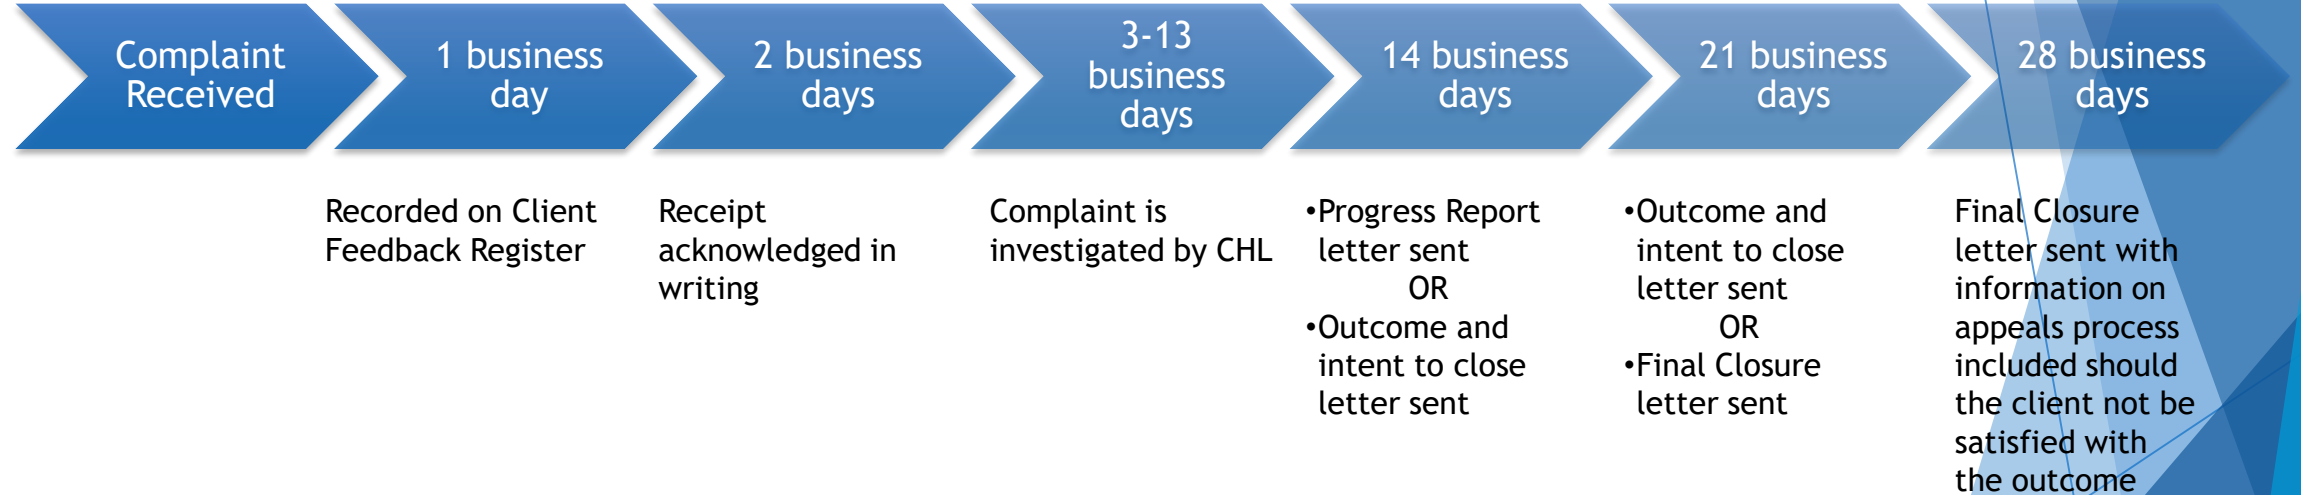 Complaint
Received
1 business
day
2 business
days
3-13
business
days
14 business
days
21 business
days
28 business
days
Recorded on Client
Feedback Register
Receipt
acknowledged in
writing
Complaint is
investigated by CHL
•Progress Report
letter sent
OR
•Outcome and
intent to close
letter sent
•Outcome and
intent to close
letter sent
OR
•Final Closure
letter sent
Final Closure
letter sent with
information on
appeals process
included should
the client not be
satisfied with
the outcome